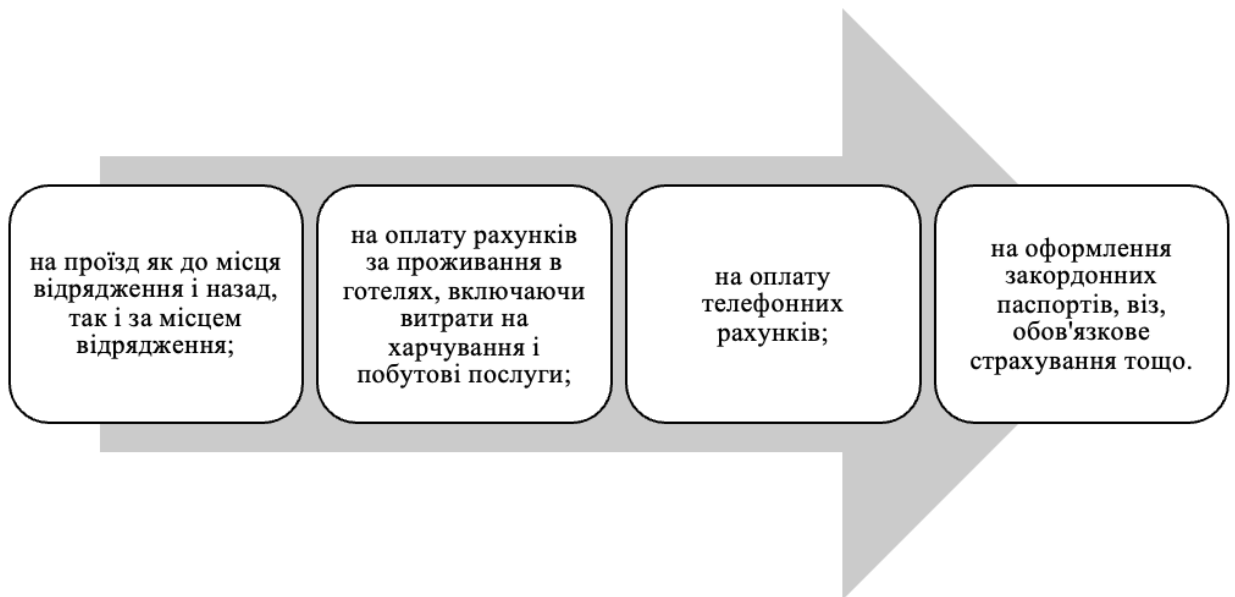 на проїзд як до місця
відрядження і назад,
так і за місцем
відрядження;
на оплату рахунків
за проживання в
готелях, включаючи
витрати на
харчування і
побутові послуги;
на оплату
телефонних
рахунків;
на оформлення
закордонних
паспортів, віз,
обов'язкове
страхування тощо.